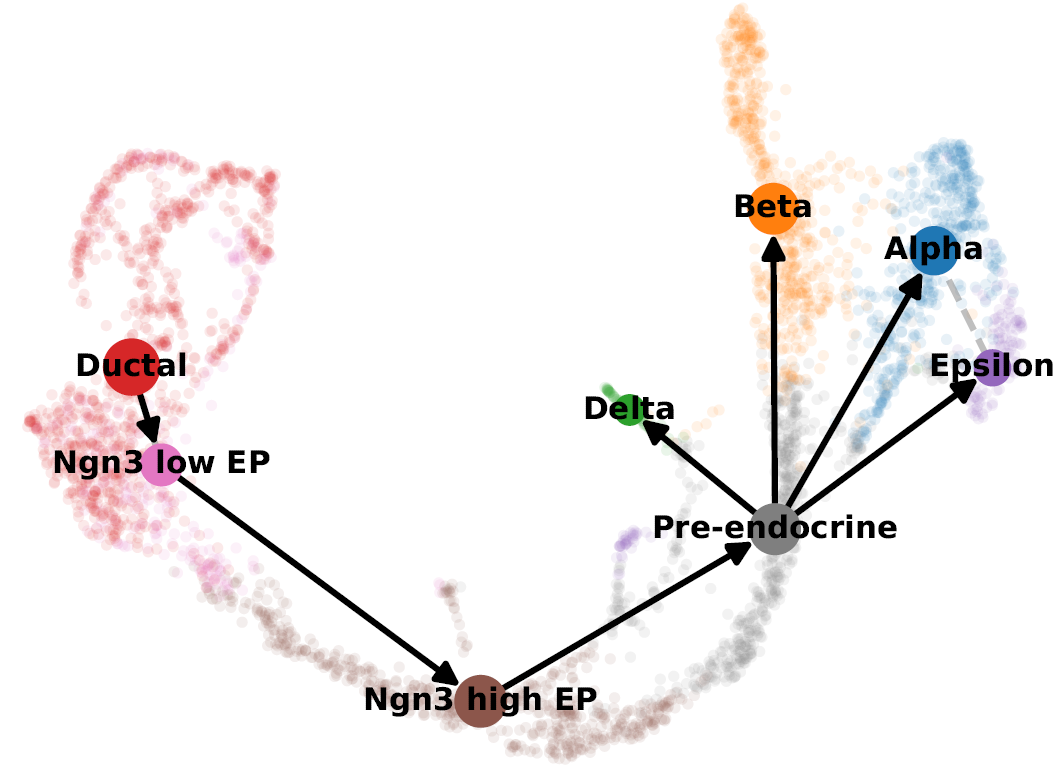 Beta
Alpha
Ductal
Epsilon
Delta
Ngn3 low EP
Pre-endocrine
Ngn3 high EP